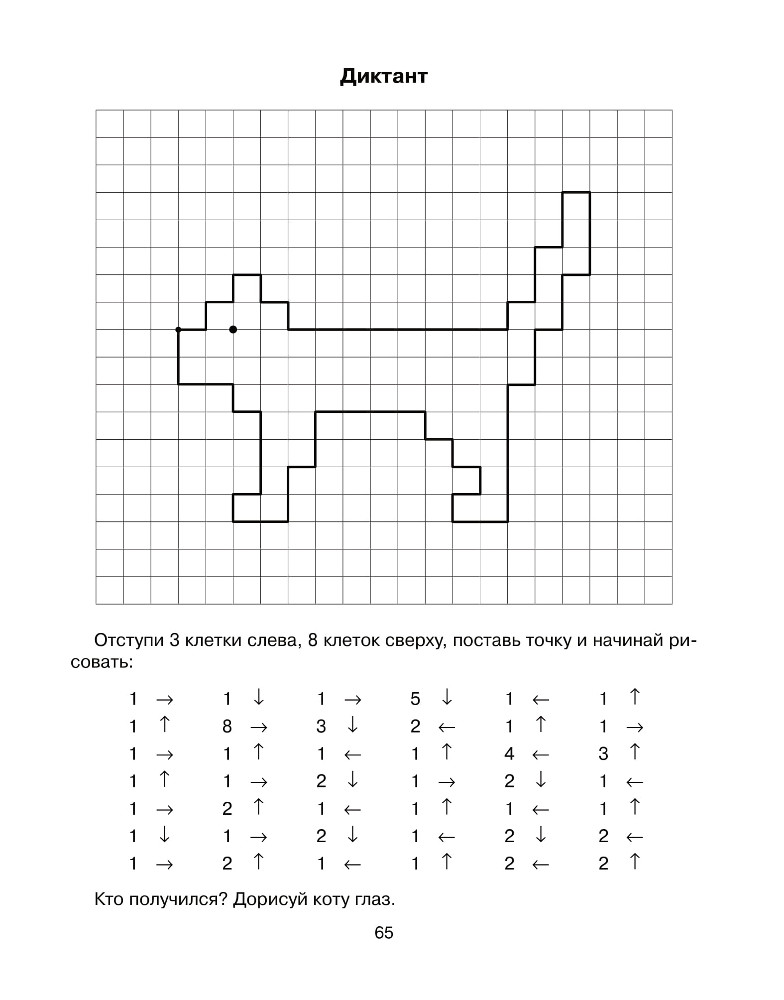 Диктант
Отступи 3 клетки слева, 8 клеток сверху, поставь точку и начинай ри-
совать:
1 → 1 ↓ 1 → 5 ↓ 1 ← 1 ↑
1 ↑ 8 → 3 ↓ 2 ← 1 ↑ 1 →
1 → 1 ↑ 1 ← 1 ↑ 4 ← 3 ↑
1 ↑ 1 → 2 ↓ 1 → 2 ↓ 1 ←
1 → 2 ↑ 1 ← 1 ↑ 1 ← 1 ↑
1 ↓ 1 → 2 ↓ 1 ← 2 ↓ 2 ←
1 → 2 ↑ 1 ← 1 ↑ 2 ← 2 ↑
Кто получился? Дорисуй коту глаз.
65